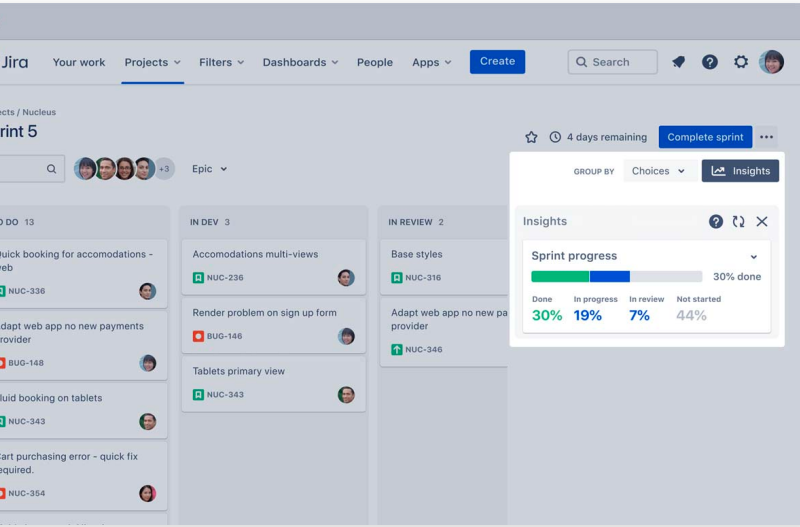 Jira
Your work
Projects
Filters
Dashboards
People
Apps
Create
Search
ects / Nucleus
rint 5
4 days remaining
Complete sprint
+3
Epic
GROUP BY
Choices
Insights
O DO 13
uick booking for accomodations -
eb
NUC-336
dapt web app no new payments
rovider
BUG-148
luid booking on tablets
NUC-343
art purchasing error - quick fix
equired.
NUC-354
IN DEV 3
Accomodations multi-views
NUC-236
Render problem on sign up form
BUG-146
Tablets primary view
NUC-343
IN REVIEW 2
Base styles
NUC-316
Adapt web app no new pa
provider
NUC-346
Insights
Sprint progress
30% done
Done
In progress
In review
Not started
30%
19%
7%
44%